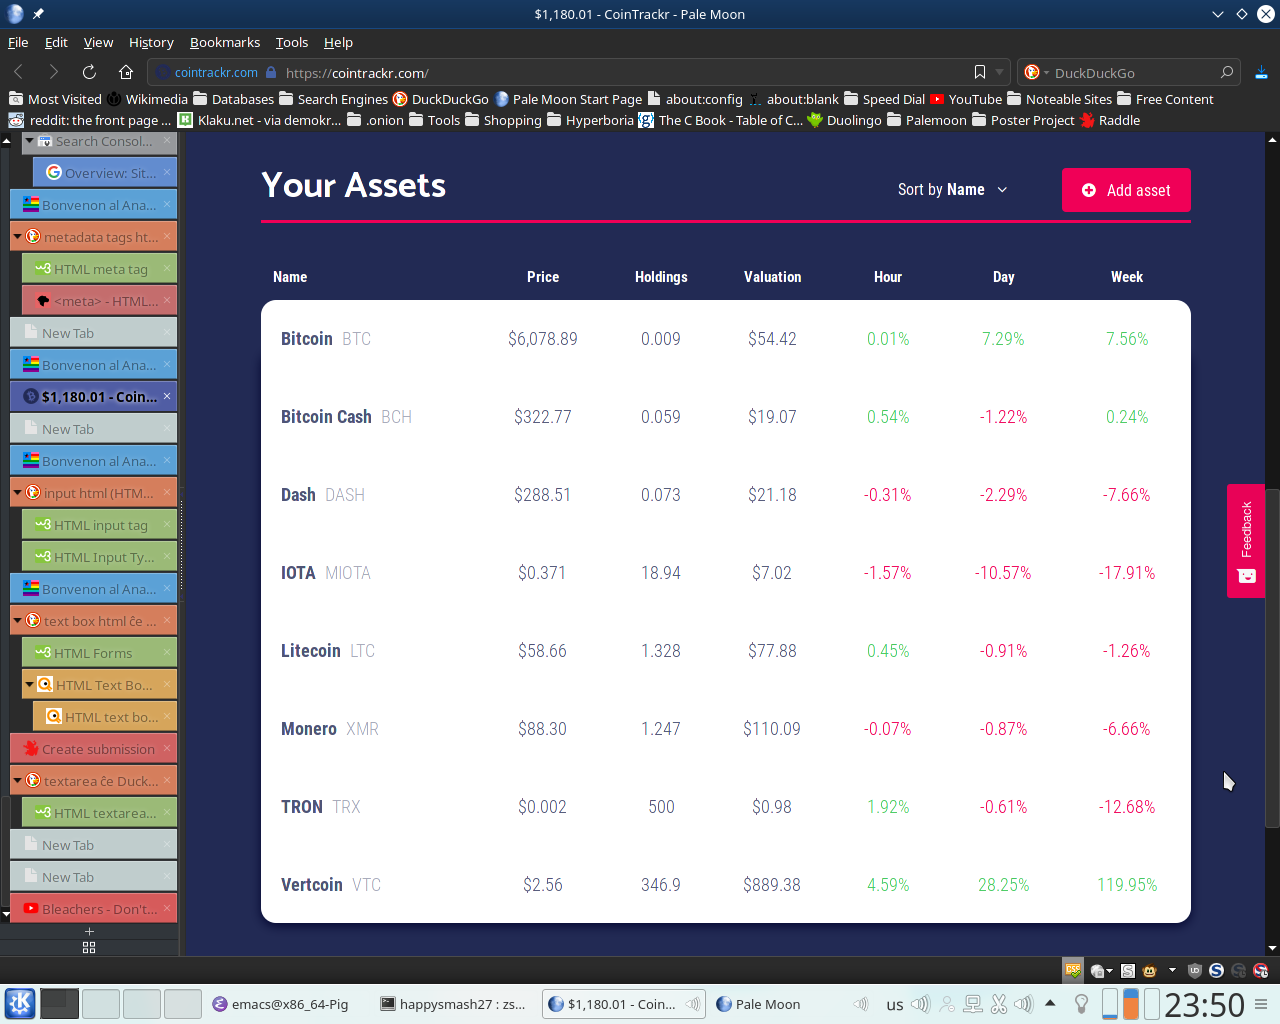 $1,180.01 - CoinTrackr - Pale Moon
File Edit View History Bookmarks Tools Help
cointrackr.com https://cointrackr.com/ DuckDuckGo
Most Visited Wikimedia Databases Search Engines DuckDuckGo Pale Moon Start Page about:config about:blank Speed Dial YouTube Noteable Sites Free Content
reddit: the front page ... Klaku.net - via demokr... .onion Tools Shopping Hyperboria The C Book - Table of C... Duolingo Palemoon Poster Project Raddle
Search Consol...
Overview: Sit...
Bonvenon al Ana...
metadata tags ht...
HTML meta tag
<meta> - HTML...
New Tab
Bonvenon al Ana...
$1,180.01 - Coin...
New Tab
Bonvenon al Ana...
input html (HTM...
HTML input tag
HTML Input Ty...
Bonvenon al Ana...
text box html ĉe ...
HTML Forms
HTML Text Bo...
HTML text bo...
Create submission
textarea ĉe Duck...
HTML textarea...
New Tab
New Tab
Bleachers - Don't...
Your Assets
Sort by Name
Add asset
Name Price Holdings Valuation Hour Day Week
Bitcoin BTC $6,078.89 0.009 $54.42 0.01% 7.29% 7.56%
Bitcoin Cash BCH $322.77 0.059 $19.07 0.54% -1.22% 0.24%
Dash DASH $288.51 0.073 $21.18 -0.31% -2.29% -7.66%
IOTA MIOTA $0.371 18.94 $7.02 -1.57% -10.57% -17.91%
Litecoin LTC $58.66 1.328 $77.88 0.45% -0.91% -1.26%
Monero XMR $88.30 1.247 $110.09 -0.07% -0.87% -6.66%
TRON TRX $0.002 500 $0.98 1.92% -0.61% -12.68%
Vertcoin VTC $2.56 346.9 $889.38 4.59% 28.25% 119.95%
Feedback
emacs@x86_64-Pig happysmash27 : zs... $1,180.01 - Coin... Pale Moon us 23:50